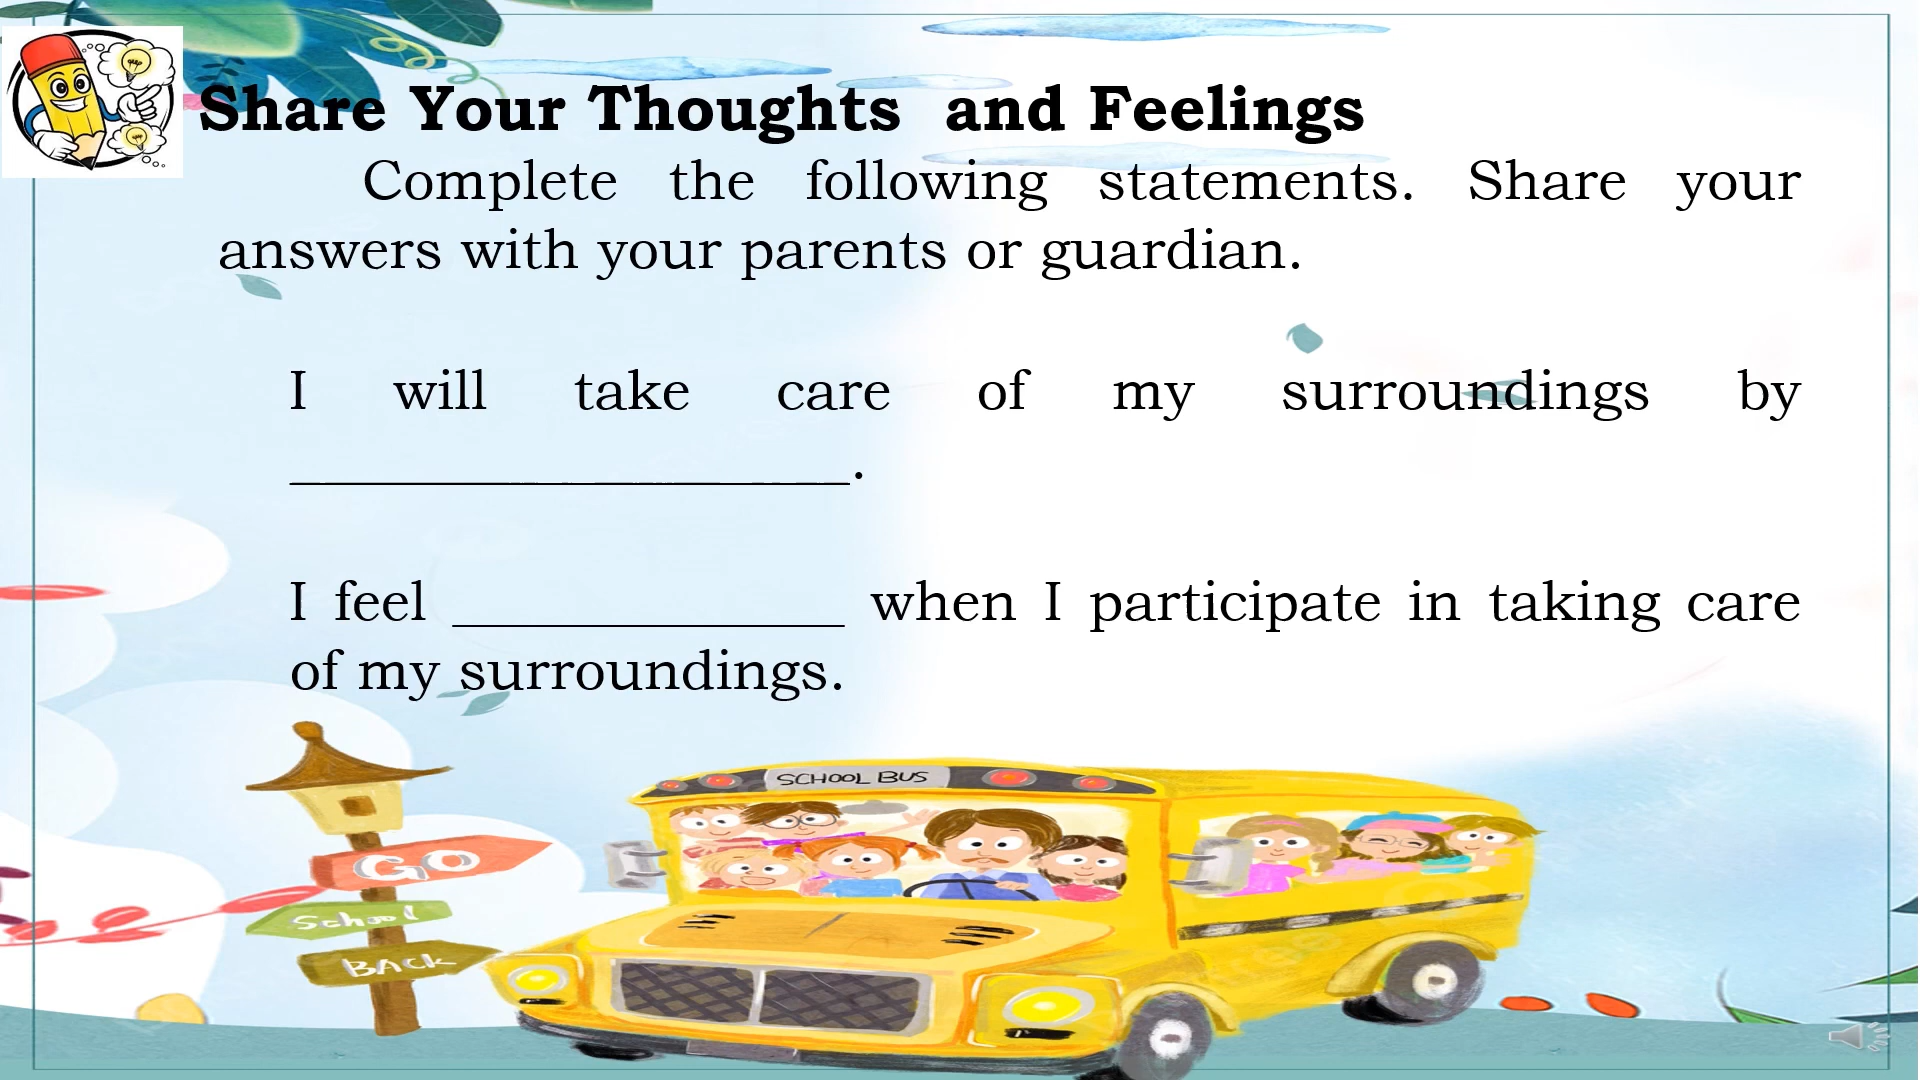 Share Your Thoughts and Feelings
Complete the following statements. Share your
answers with your parents or guardian.
I will take care of my surroundings by
____________________.
I feel ______________ when I participate in taking care
of my surroundings.
SCHOOL BUS
GO
School
BACK